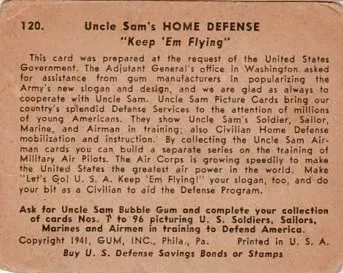 120. Uncle Sam's HOME DEFENSE
"Keep 'Em Flying"
This card was prepared at the request of the United States
Government. The Adjutant General's office in Washington asked
for assistance from gum manufacturers in popularizing the
Army's new slogan and design, and we are glad as always to
cooperate with Uncle Sam. Uncle Sam Picture Cards bring our
country's splendid Defense Services to the attention of millions
of young Americans. They show Uncle Sam's Soldier, Sailor,
Marine, and Airman in training; also Civilian Home Defense
mobilization and instruction. By collecting the Uncle Sam Air-
man cards you can build a separate series on the training of
Military Air Pilots. The Air Corps is growing speedily to make
the United States the greatest air power in the world. Make
"Let's Go! U. S. A. Keep 'Em Flying!" your slogan, too, and do
your bit as a Civilian to aid the Defense Program.
Ask for Uncle Sam Bubble Gum and complete your collection
of cards Nos. 1 to 96 picturing U. S. Soldiers, Sailors,
Marines and Airmen in training to Defend America.
Copyright 1941, GUM, INC., Phila., Pa. Printed in U. S. A.
Buy U. S. Defense Savings Bonds or Stamps